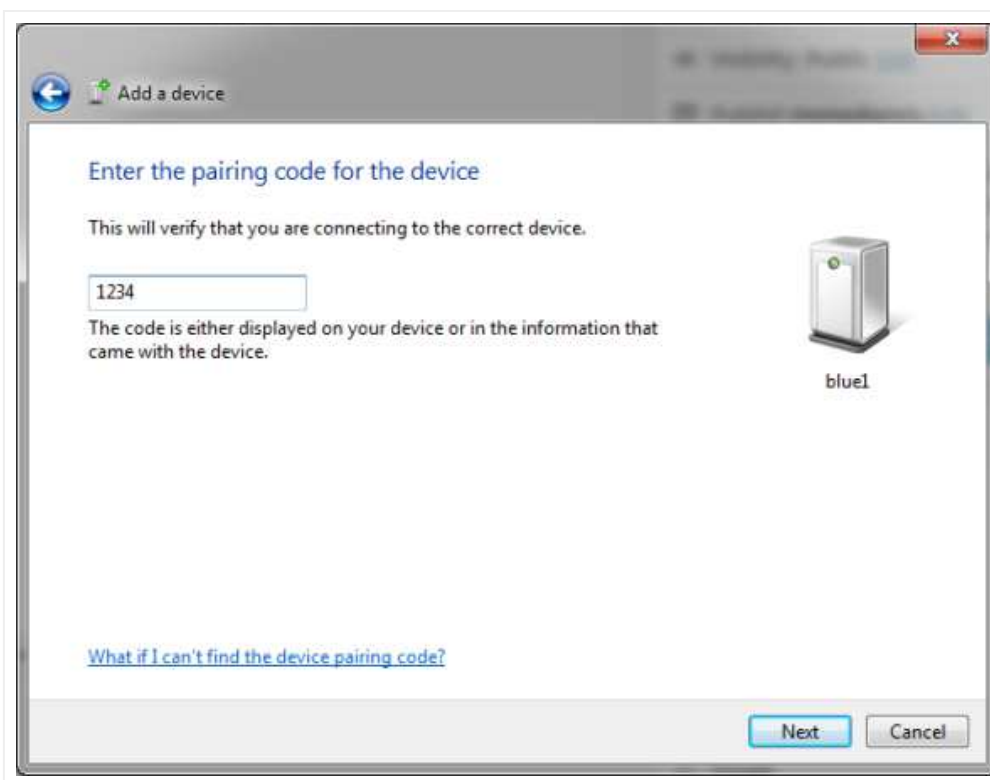 Add a device
Enter the pairing code for the device
This will verify that you are connecting to the correct device.
1234
The code is either displayed on your device or in the information that
came with the device.
blue1
What if I can't find the device pairing code?
Next
Cancel